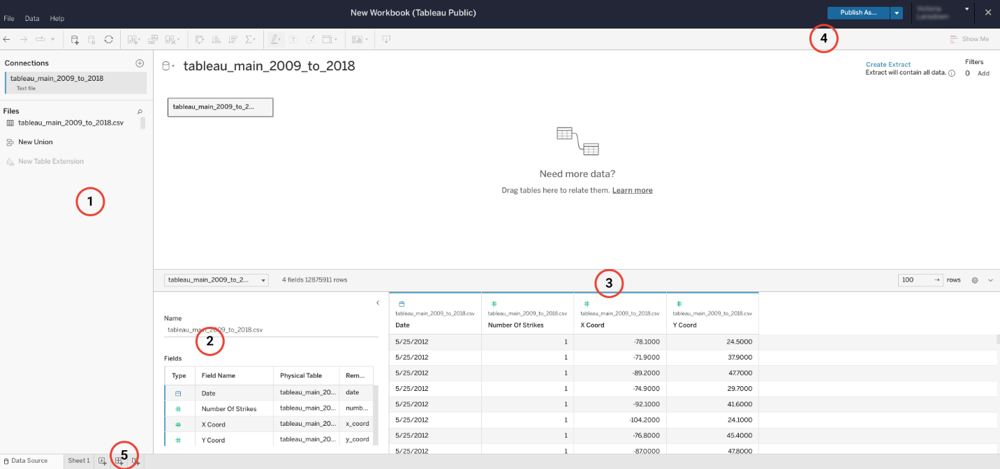 New Workbook (Tableau Public)
Publish As...
File Data Help
4
Show Me
Connections
tableau_main_2009_to_2018
Text file
Files
tableau_main_2009_to_2018.csv
New Union
New Table Extension
1
tableau_main_2009_to_2018
Create Extract
Extract will contain all data.
Filters
0 Add
tableau_main_2009_to_2...
Need more data?
Drag tables here to relate them. Learn more
tableau_main_2009_to_2...
4 fields 12875911 rows
3
100 → rows
Name
tableau_main_2009_to_2018.csv
2
Fields
Type Field Name Physical Table Rem...
Date tableau_main_20... date
Number Of Strikes tableau_main_20... numb...
X Coord tableau_main_20... x_coord
Y Coord tableau_main_20... y_coord
tableau_main_2009_to_2018.csv tableau_main_2009_to_2018.csv tableau_main_2009_to_2018.csv tableau_main_2009_to_2018.csv
Date Number Of Strikes X Coord Y Coord
5/25/2012 1 -78.1000 24.5000
5/25/2012 1 -71.9000 37.9000
5/25/2012 1 -89.2000 47.7000
5/25/2012 1 -74.9000 29.7000
5/25/2012 1 -92.1000 41.6000
5/25/2012 1 -104.2000 24.1000
5/25/2012 1 -76.8000 45.4000
5/25/2012 1 -87.0000 47.8000
Data Source Sheet 1
5